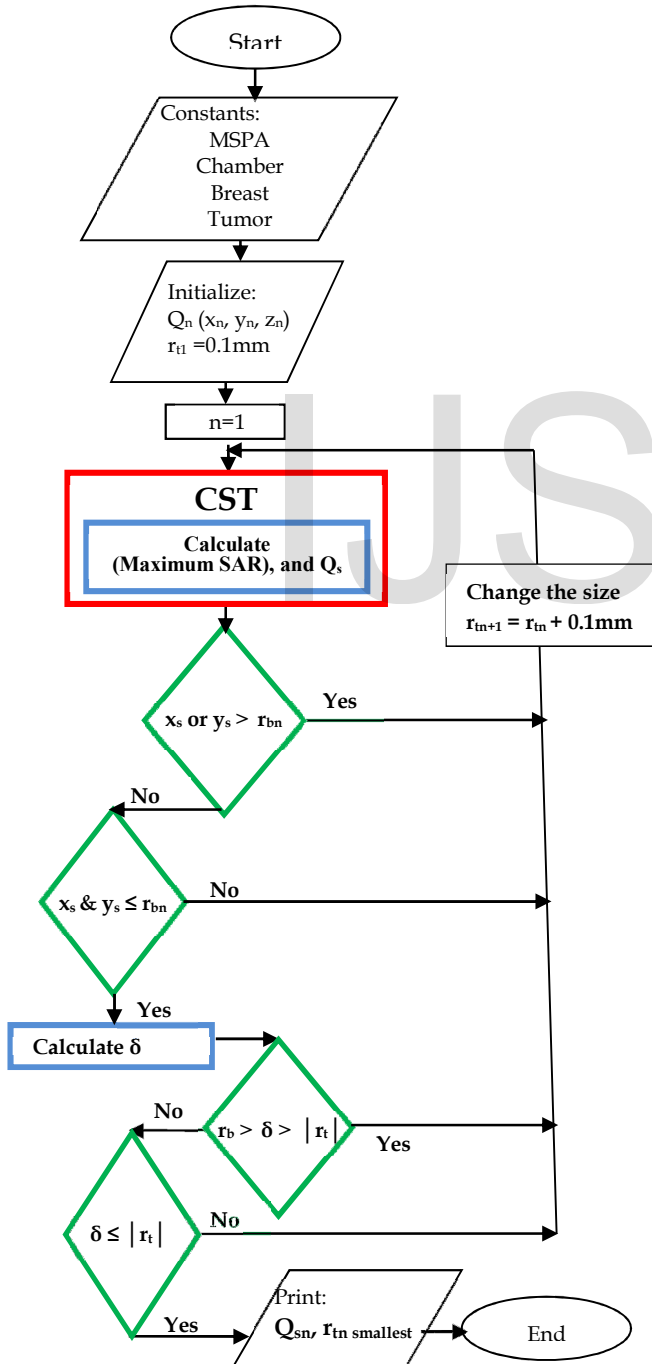 Start
Constants:
MSPA
Chamber
Breast
Tumor
Initialize:
Qn (xn, yn, zn)
rt1 =0.1mm
n=1
IJS
CST
Calculate
(Maximum SAR), and Qs
Change the size
rtn+1 = rtn + 0.1mm
xs or ys > rbn
Yes
No
xs & ys ≤ rbn
No
Yes
Calculate δ
rb > δ > |rt|
No
Yes
δ ≤ |rt|
No
Yes
Print:
Qsn, rtn smallest
End